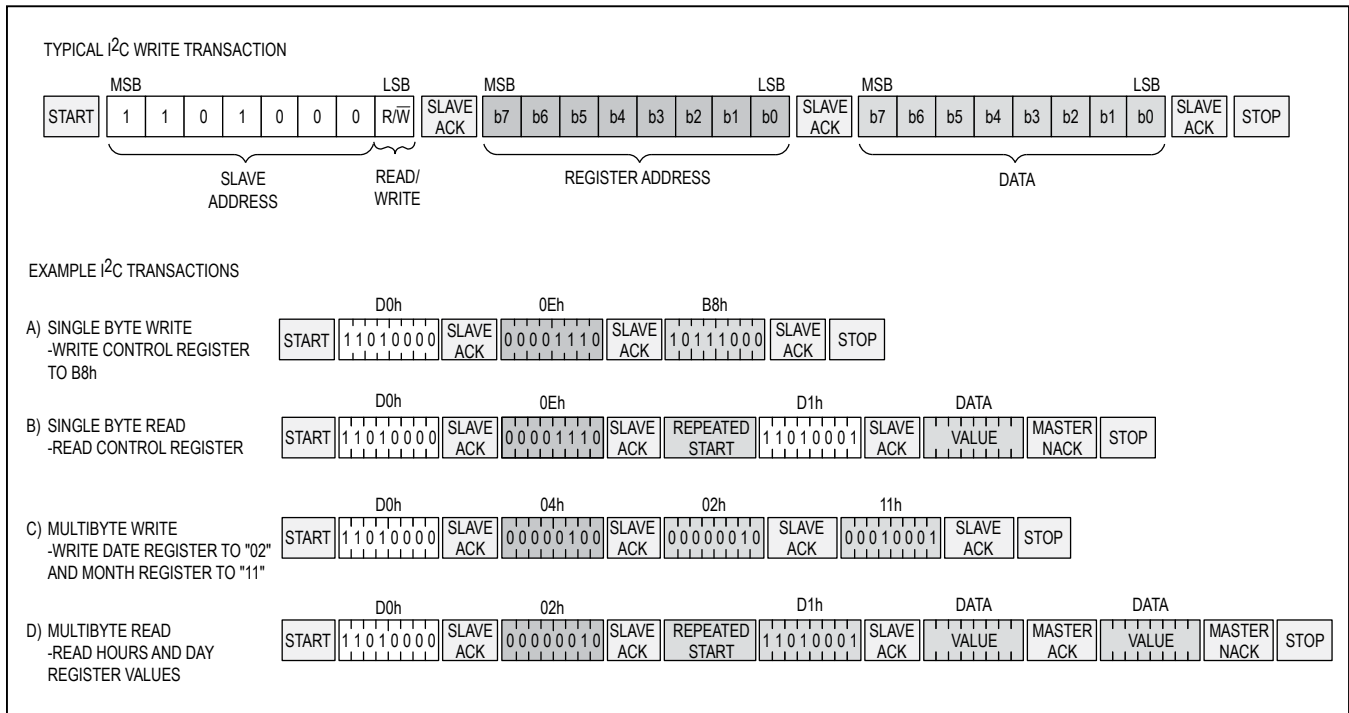 TYPICAL I2C WRITE TRANSACTION
MSB LSB MSB LSB MSB LSB
START 1 1 0 1 0 0 0 R/W̅ SLAVE ACK b7 b6 b5 b4 b3 b2 b1 b0 SLAVE ACK b7 b6 b5 b4 b3 b2 b1 b0 SLAVE ACK STOP
SLAVE ADDRESS READ/ WRITE REGISTER ADDRESS DATA
EXAMPLE I2C TRANSACTIONS
D0h 0Eh B8h
A) SINGLE BYTE WRITE
-WRITE CONTROL REGISTER
TO B8h
START 11010000 SLAVE ACK 00001110 SLAVE ACK 10111000 SLAVE ACK STOP
D0h 0Eh D1h DATA
B) SINGLE BYTE READ
-READ CONTROL REGISTER
START 11010000 SLAVE ACK 00001110 SLAVE ACK REPEATED START 11010001 SLAVE ACK VALUE MASTER NACK STOP
D0h 04h 02h 11h
C) MULTIBYTE WRITE
-WRITE DATE REGISTER TO "02"
AND MONTH REGISTER TO "11"
START 11010000 SLAVE ACK 00000100 SLAVE ACK 00000010 SLAVE ACK 00010001 SLAVE ACK STOP
D0h 02h D1h DATA DATA
D) MULTIBYTE READ
-READ HOURS AND DAY
REGISTER VALUES
START 11010000 SLAVE ACK 00000010 SLAVE ACK REPEATED START 11010001 SLAVE ACK VALUE MASTER ACK VALUE MASTER NACK STOP